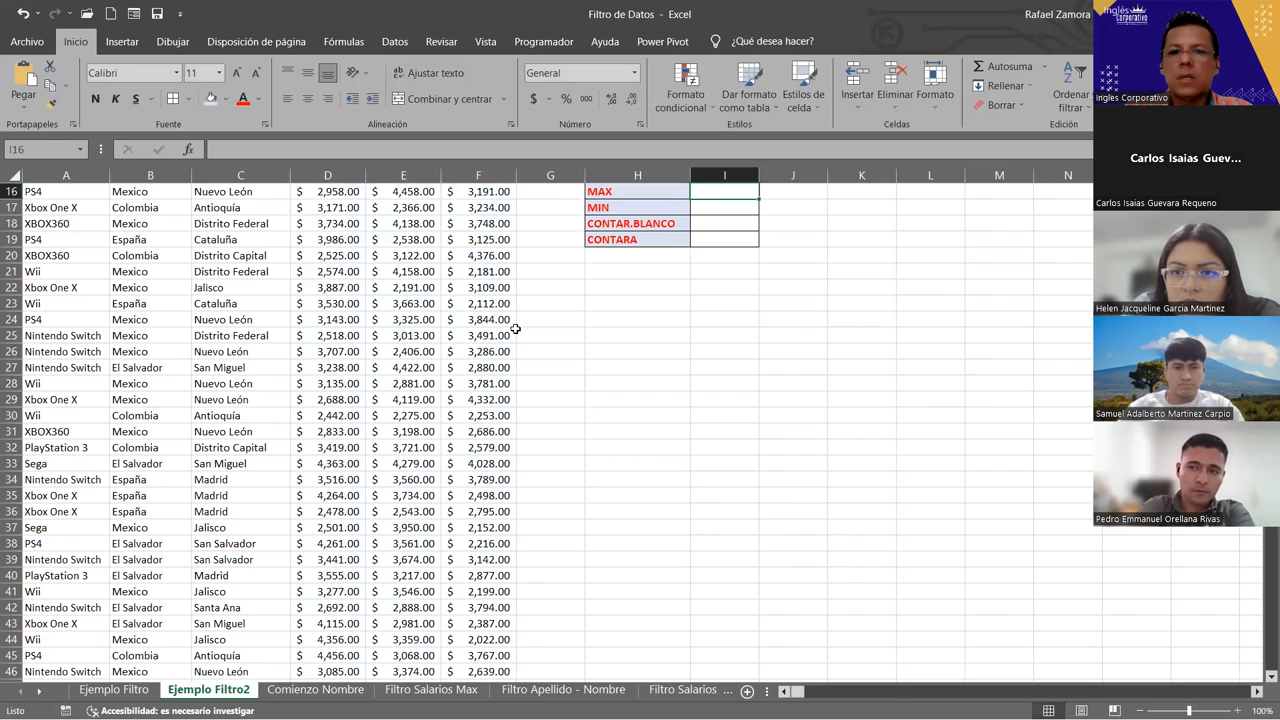 Filtro de Datos - Excel
Rafael Zamora
Archivo Inicio Insertar Dibujar Disposición de página Fórmulas Datos Revisar Vista Programador Ayuda Power Pivot ¿Qué desea hacer?
Pegar
Calibri 11
N K S
Ajustar texto
Combinar y centrar
General
$ % 000
Formato condicional
Dar formato como tabla
Estilos de celda
Insertar Eliminar Formato
Autosuma
Rellenar
Borrar
Ordenar filtrar
Portapapeles Fuente Alineación Número Estilos Celdas Edición
I16 fx
A B C D E F G H I J K L M N
16 PS4 Mexico Nuevo León $ 2,958.00 $ 4,458.00 $ 3,191.00 MAX
17 Xbox One X Colombia Antioquía $ 3,171.00 $ 2,366.00 $ 3,234.00 MIN
18 XBOX360 Mexico Distrito Federal $ 3,734.00 $ 4,138.00 $ 3,748.00 CONTAR.BLANCO
19 PS4 España Cataluña $ 3,986.00 $ 2,538.00 $ 3,125.00 CONTARA
20 XBOX360 Colombia Distrito Capital $ 2,525.00 $ 3,122.00 $ 4,376.00
21 Wii Mexico Distrito Federal $ 2,574.00 $ 4,158.00 $ 2,181.00
22 Xbox One X Mexico Jalisco $ 3,887.00 $ 2,191.00 $ 3,109.00
23 Wii España Cataluña $ 3,530.00 $ 3,663.00 $ 2,112.00
24 PS4 Mexico Nuevo León $ 3,143.00 $ 3,325.00 $ 3,844.00
25 Nintendo Switch Mexico Distrito Federal $ 2,518.00 $ 3,013.00 $ 3,491.00
26 Nintendo Switch Mexico Nuevo León $ 3,707.00 $ 2,406.00 $ 3,286.00
27 Nintendo Switch El Salvador San Miguel $ 3,238.00 $ 4,422.00 $ 2,880.00
28 Wii Mexico Nuevo León $ 3,135.00 $ 2,881.00 $ 3,781.00
29 Xbox One X Mexico Nuevo León $ 2,688.00 $ 4,119.00 $ 4,332.00
30 Wii Colombia Antioquía $ 2,442.00 $ 2,275.00 $ 2,253.00
31 XBOX360 Mexico Nuevo León $ 2,833.00 $ 3,198.00 $ 2,686.00
32 PlayStation 3 Colombia Distrito Capital $ 3,419.00 $ 3,721.00 $ 2,579.00
33 Sega El Salvador San Miguel $ 4,363.00 $ 4,279.00 $ 4,028.00
34 Nintendo Switch España Madrid $ 3,516.00 $ 3,560.00 $ 3,789.00
35 Xbox One X España Madrid $ 4,264.00 $ 3,734.00 $ 2,498.00
36 Xbox One X España Madrid $ 2,478.00 $ 2,543.00 $ 2,795.00
37 Sega Mexico Jalisco $ 2,501.00 $ 3,950.00 $ 2,152.00
38 PS4 El Salvador San Salvador $ 4,261.00 $ 3,561.00 $ 2,216.00
39 Nintendo Switch El Salvador San Salvador $ 3,441.00 $ 3,674.00 $ 3,142.00
40 PlayStation 3 El Salvador Madrid $ 3,555.00 $ 3,217.00 $ 2,877.00
41 Wii Mexico Jalisco $ 3,277.00 $ 3,546.00 $ 2,199.00
42 Nintendo Switch El Salvador Santa Ana $ 2,692.00 $ 2,888.00 $ 3,794.00
43 Xbox One X El Salvador San Miguel $ 4,115.00 $ 2,981.00 $ 2,387.00
44 Wii Mexico Jalisco $ 4,356.00 $ 3,359.00 $ 2,022.00
45 PS4 Colombia Antioquía $ 4,456.00 $ 3,068.00 $ 3,767.00
46 Nintendo Switch Mexico Nuevo León $ 3,085.00 $ 3,374.00 $ 2,639.00
Ejemplo Filtro Ejemplo Filtro2 Comienzo Nombre Filtro Salarios Max Filtro Apellido - Nombre Filtro Salarios ...
Listo Accesibilidad: es necesario investigar 100%
Inglés Corporativo
Ingles Corporativo
Carlos Isaias Guev...
Carlos Isaias Guevara Requeno
Helen Jacqueline Garcia Martinez
Samuel Adalberto Martinez Carpio
Pedro Emmanuel Orellana Rivas